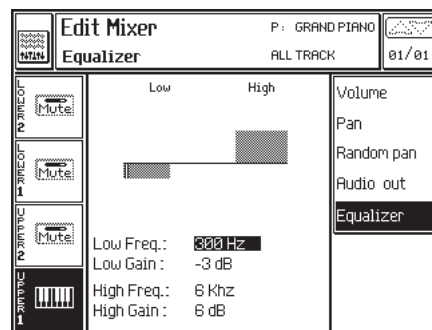 Edit Mixer
P: GRAND PIANO
Equalizer
ALL TRACK
01/01
LOWER 2
Mute
LOWER 1
Mute
UPPER 2
Mute
UPPER 1
Low High
Low Freq.: 300 Hz
Low Gain : -3 dB
High Freq.: 6 Khz
High Gain : 6 dB
Volume
Pan
Random pan
Audio out
Equalizer